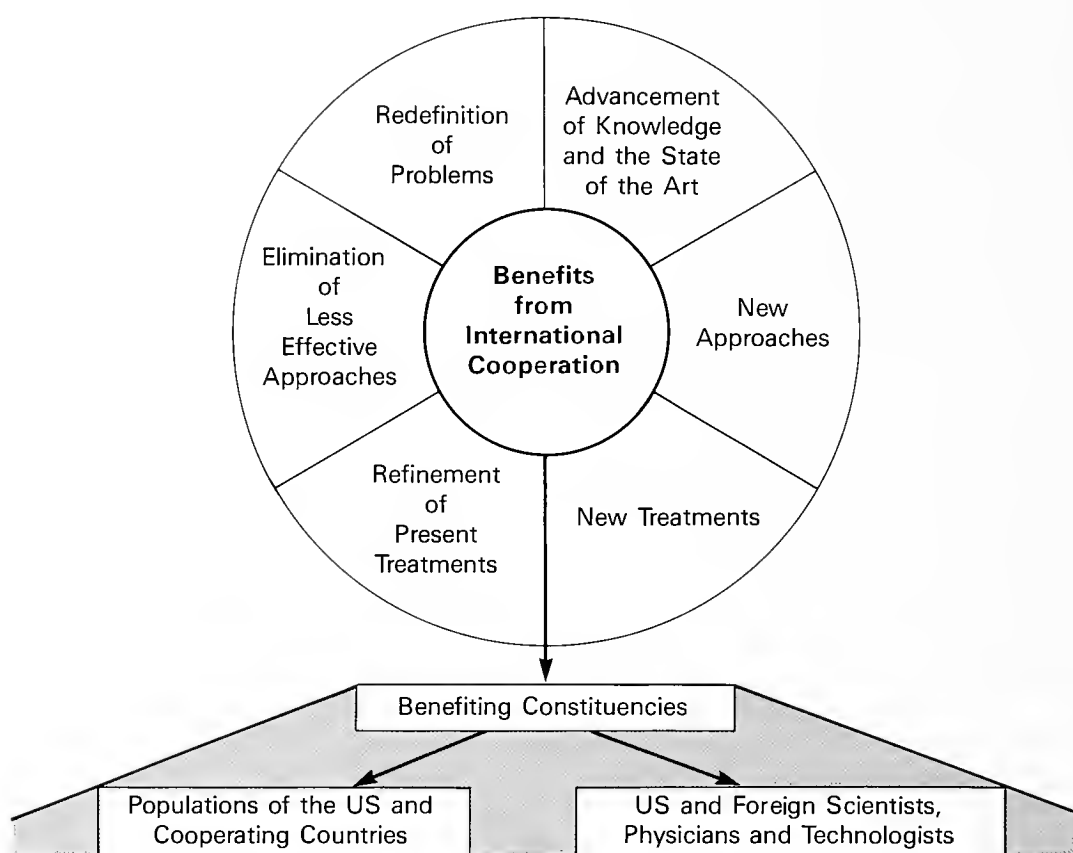 Redefinition
of
Problems
Advancement
of Knowledge
and the State
of the Art
Elimination
of
Less
Effective
Approaches
Benefits
from
International
Cooperation
New
Approaches
Refinement
of
Present
Treatments
New Treatments
Benefiting Constituencies
Populations of the US and
Cooperating Countries
US and Foreign Scientists,
Physicians and Technologists